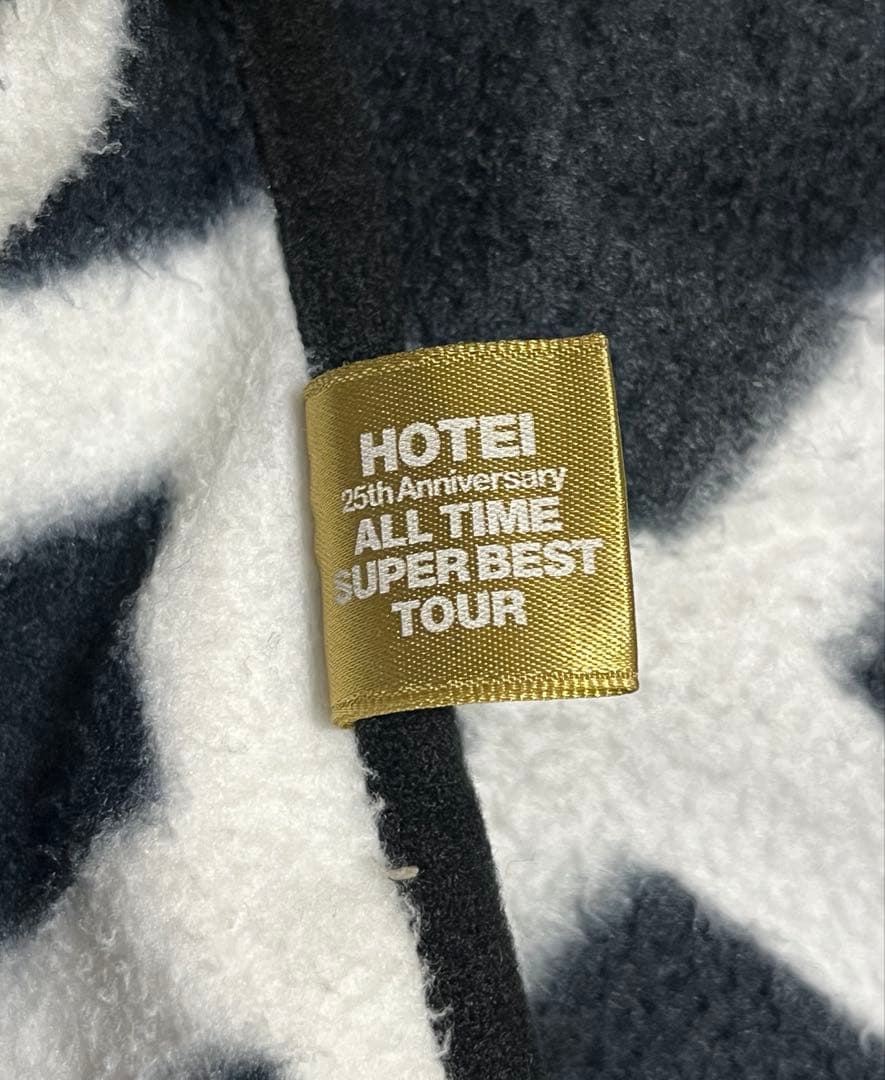 HOTEI
25th Anniversary
ALL TIME
SUPER BEST
TOUR